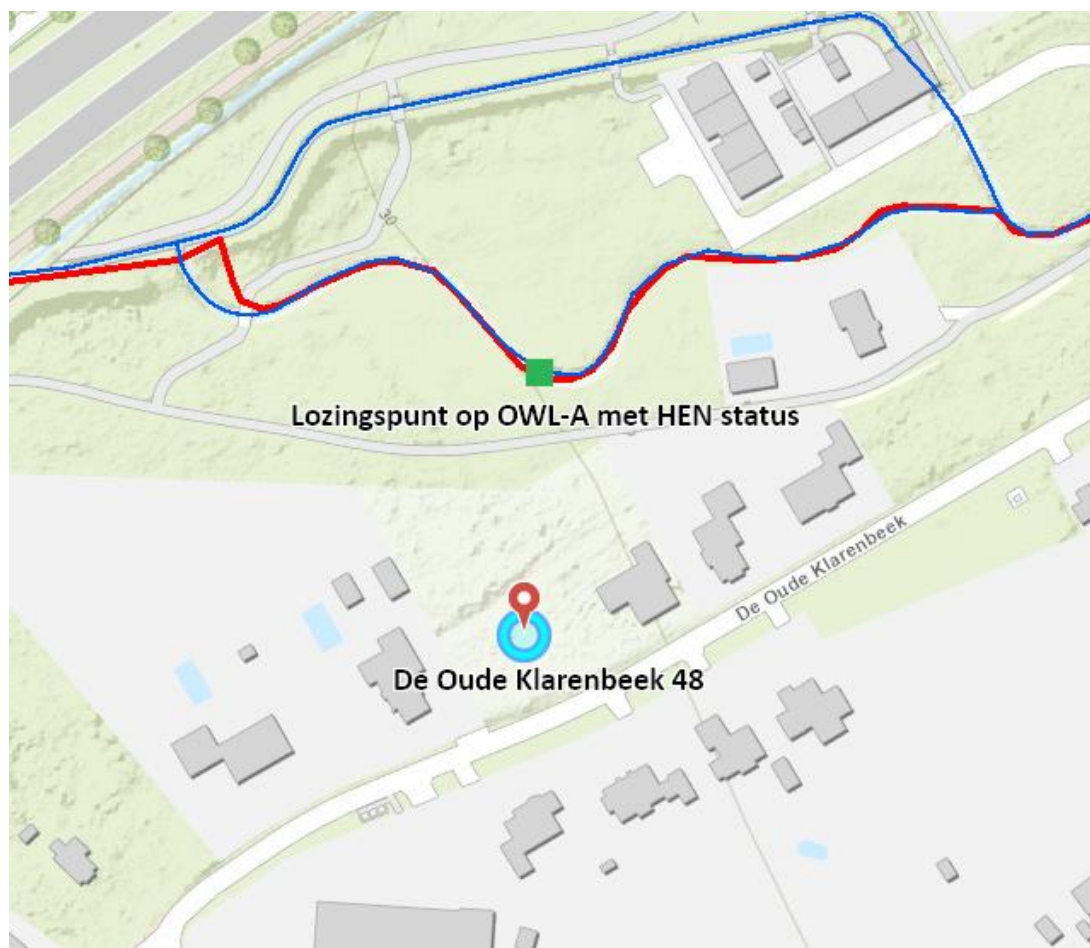 30
Lozingspunt op OWL-A met HEN status
De Oude Klarenbeek
De Oude Klarenbeek 48